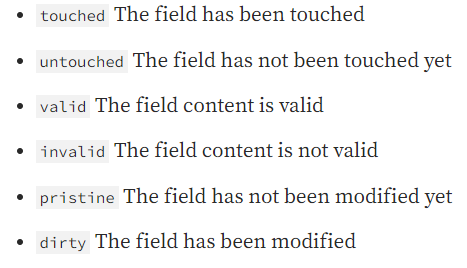 touched The field has been touched
untouched The field has not been touched yet
valid The field content is valid
invalid The field content is not valid
pristine The field has not been modified yet
dirty The field has been modified